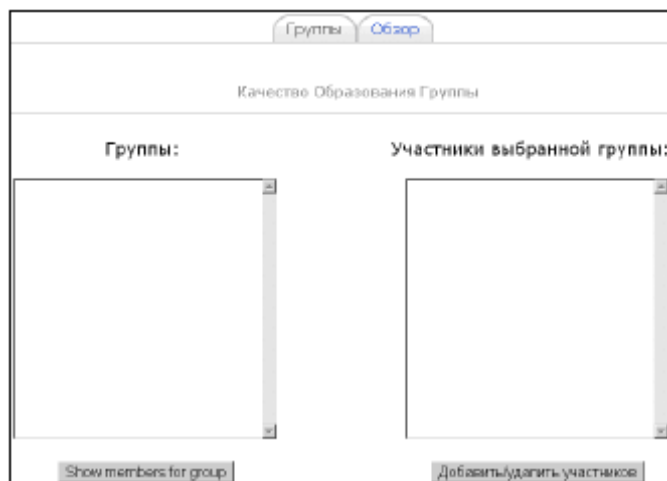 Группы Обзор
Качество Образования Группы
Группы: Участники выбранной группы:
Show members for group Добавить/удалить участников